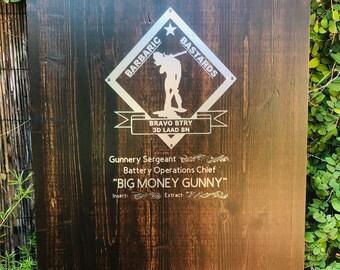 BARBARIC BASTARDS
BRAVO BTRY
3D LAAD BN
Gunnery Sergeant
Battery Operations Chief
"BIG MONEY GUNNY"
Insert: Extract: